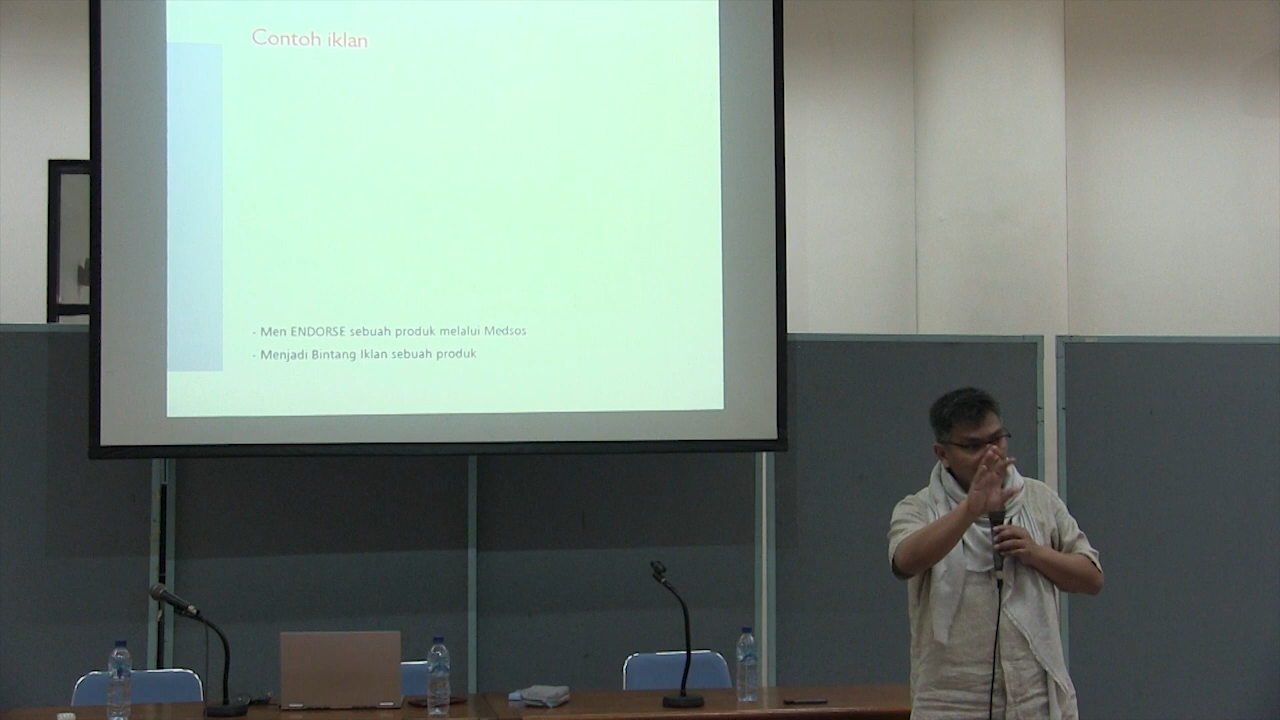 Contoh iklan
- Men ENDORSE sebuah produk melalui Medsos
- Menjadi Bintang Iklan sebuah produk